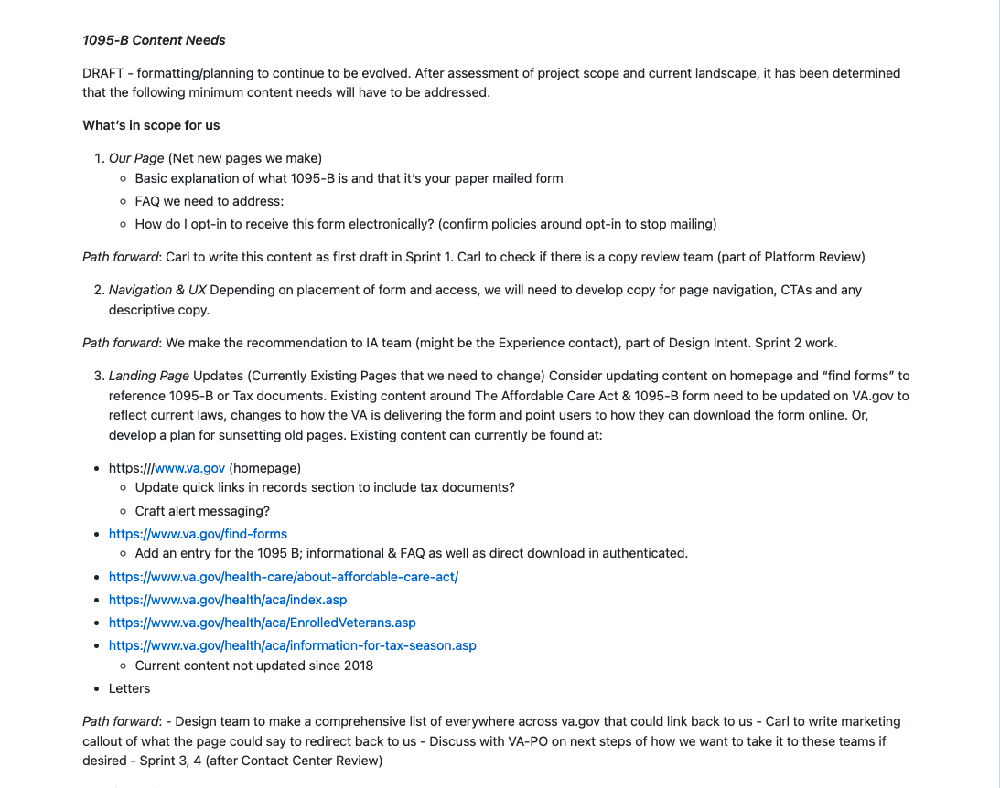 1095-B Content Needs
DRAFT - formatting/planning to continue to be evolved. After assessment of project scope and current landscape, it has been determined
that the following minimum content needs will have to be addressed.
What's in scope for us
1. Our Page (Net new pages we make)
Basic explanation of what 1095-B is and that it's your paper mailed form
FAQ we need to address:
How do I opt-in to receive this form electronically? (confirm policies around opt-in to stop mailing)
Path forward: Carl to write this content as first draft in Sprint 1. Carl to check if there is a copy review team (part of Platform Review)
2. Navigation & UX Depending on placement of form and access, we will need to develop copy for page navigation, CTAs and any
descriptive copy.
Path forward: We make the recommendation to IA team (might be the Experience contact), part of Design Intent. Sprint 2 work.
3. Landing Page Updates (Currently Existing Pages that we need to change) Consider updating content on homepage and “find forms” to
reference 1095-B or Tax documents. Existing content around The Affordable Care Act & 1095-B form need to be updated on VA.gov to
reflect current laws, changes to how the VA is delivering the form and point users to how they can download the form online. Or,
develop a plan for sunsetting old pages. Existing content can currently be found at:
https:///www.va.gov (homepage)
Update quick links in records section to include tax documents?
Craft alert messaging?
https://www.va.gov/find-forms
Add an entry for the 1095 B; informational & FAQ as well as direct download in authenticated.
https://www.va.gov/health-care/about-affordable-care-act/
https://www.va.gov/health/aca/index.asp
https://www.va.gov/health/aca/EnrolledVeterans.asp
https://www.va.gov/health/aca/information-for-tax-season.asp
Current content not updated since 2018
Letters
Path forward: - Design team to make a comprehensive list of everywhere across va.gov that could link back to us - Carl to write marketing
callout of what the page could say to redirect back to us - Discuss with VA-PO on next steps of how we want to take it to these teams if
desired - Sprint 3, 4 (after Contact Center Review)